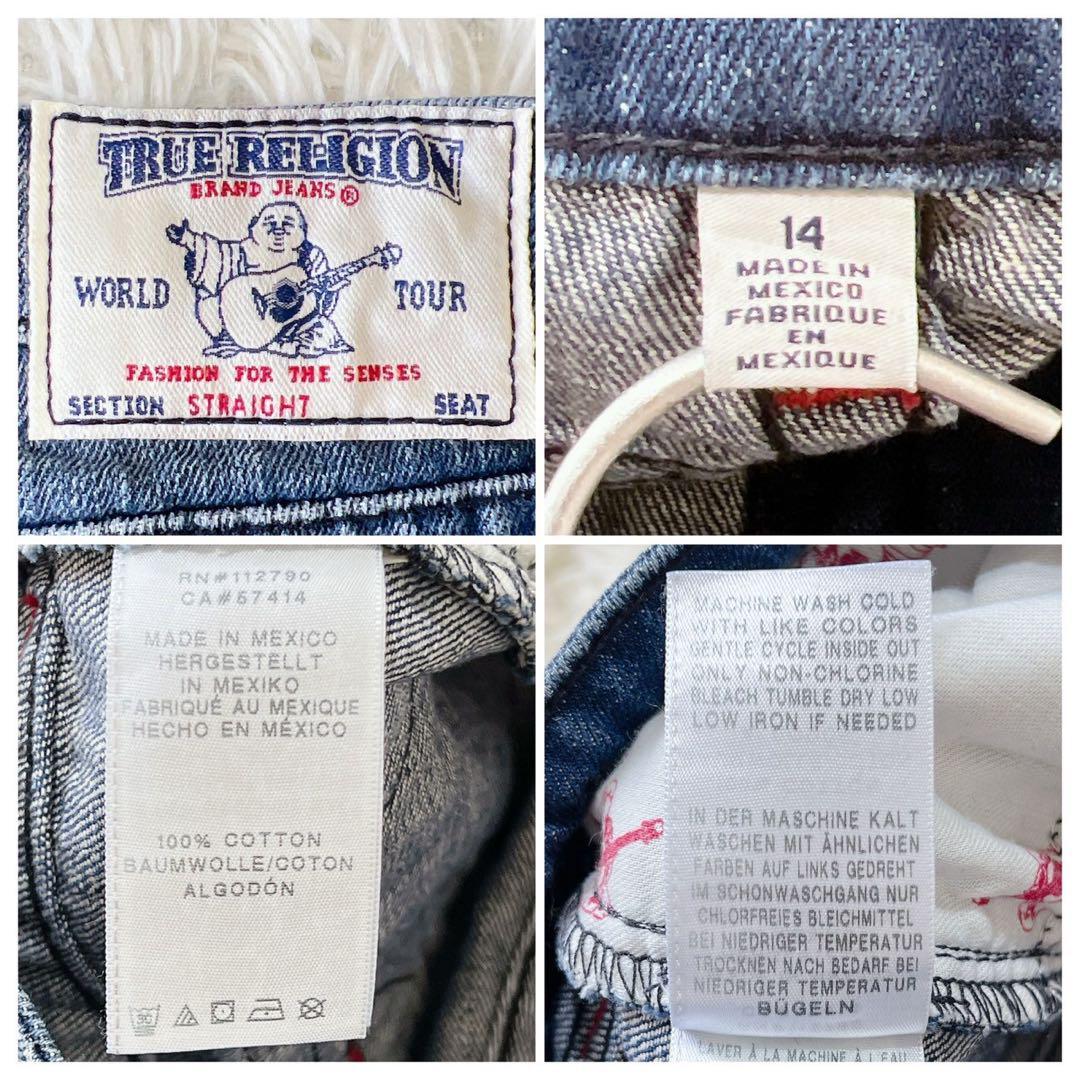 TRUE RELIGION
BRAND JEANS®
WORLD TOUR
FASHION FOR THE SENSES
SECTION STRAIGHT SEAT
14
MADE IN
MEXICO
FABRIQUE
EN
MEXIQUE
RN#112790
CA#57414
MADE IN MEXICO
HERGESTELLT
IN MEXIKO
FABRIQUÉ AU MEXIQUE
HECHO EN MÉXICO
100% COTTON
BAUMWOLLE/COTON
ALGODÓN
MACHINE WASH COLD
WITH LIKE COLORS
GENTLE CYCLE INSIDE OUT
ONLY NON-CHLORINE
BLEACH TUMBLE DRY LOW
LOW IRON IF NEEDED
IN DER MASCHINE KALT
WASCHEN MIT ÄHNLICHEN
FARBEN AUF LINKS GEDREHT
IM SCHONWASCHGANG NUR
CHLORFREIES BLEICHMITTEL
BEI NIEDRIGER TEMPERATUR
TROCKNEN NACH BEDARF BEI
NIEDRIGER TEMPERATUR
BÜGELN
LAVER À LA MACHINE À L'EAU